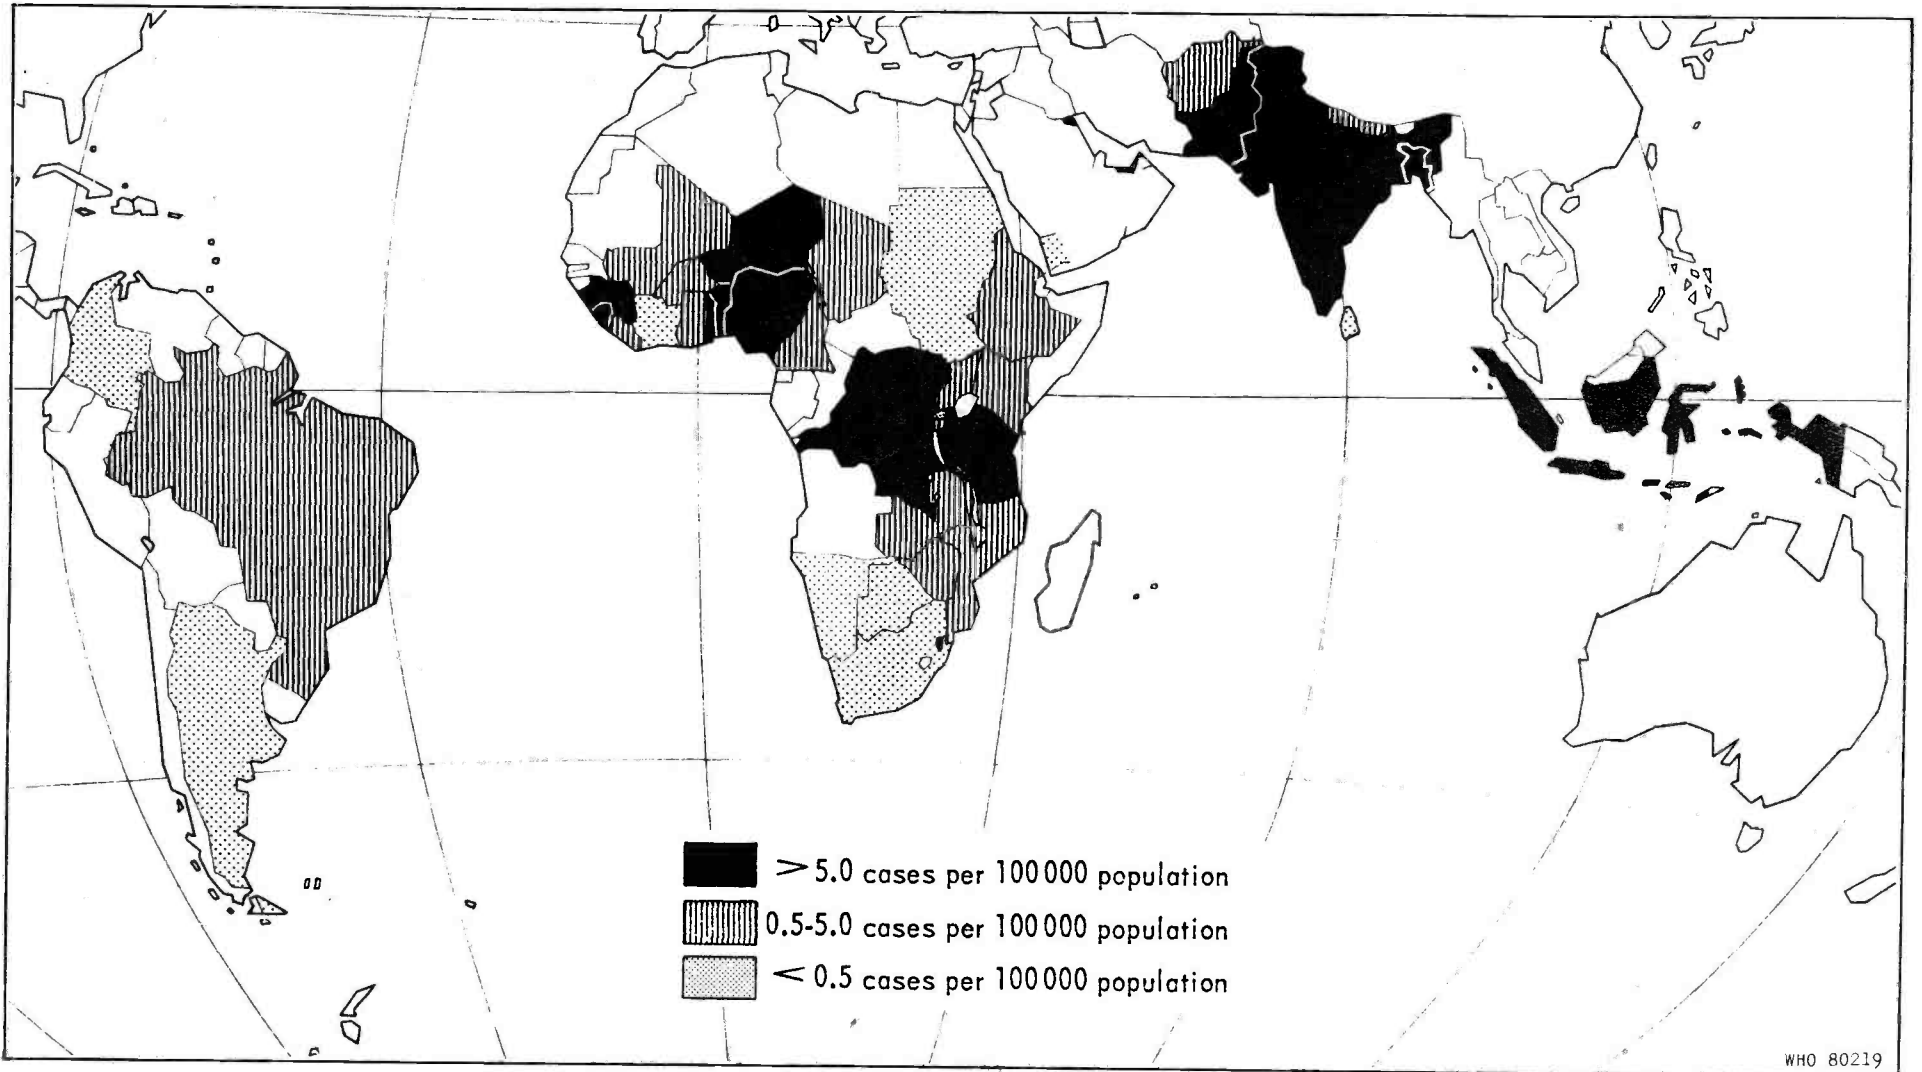 > 5.0 cases per 100 000 population
0.5-5.0 cases per 100 000 population
< 0.5 cases per 100 000 population
WHO 80219